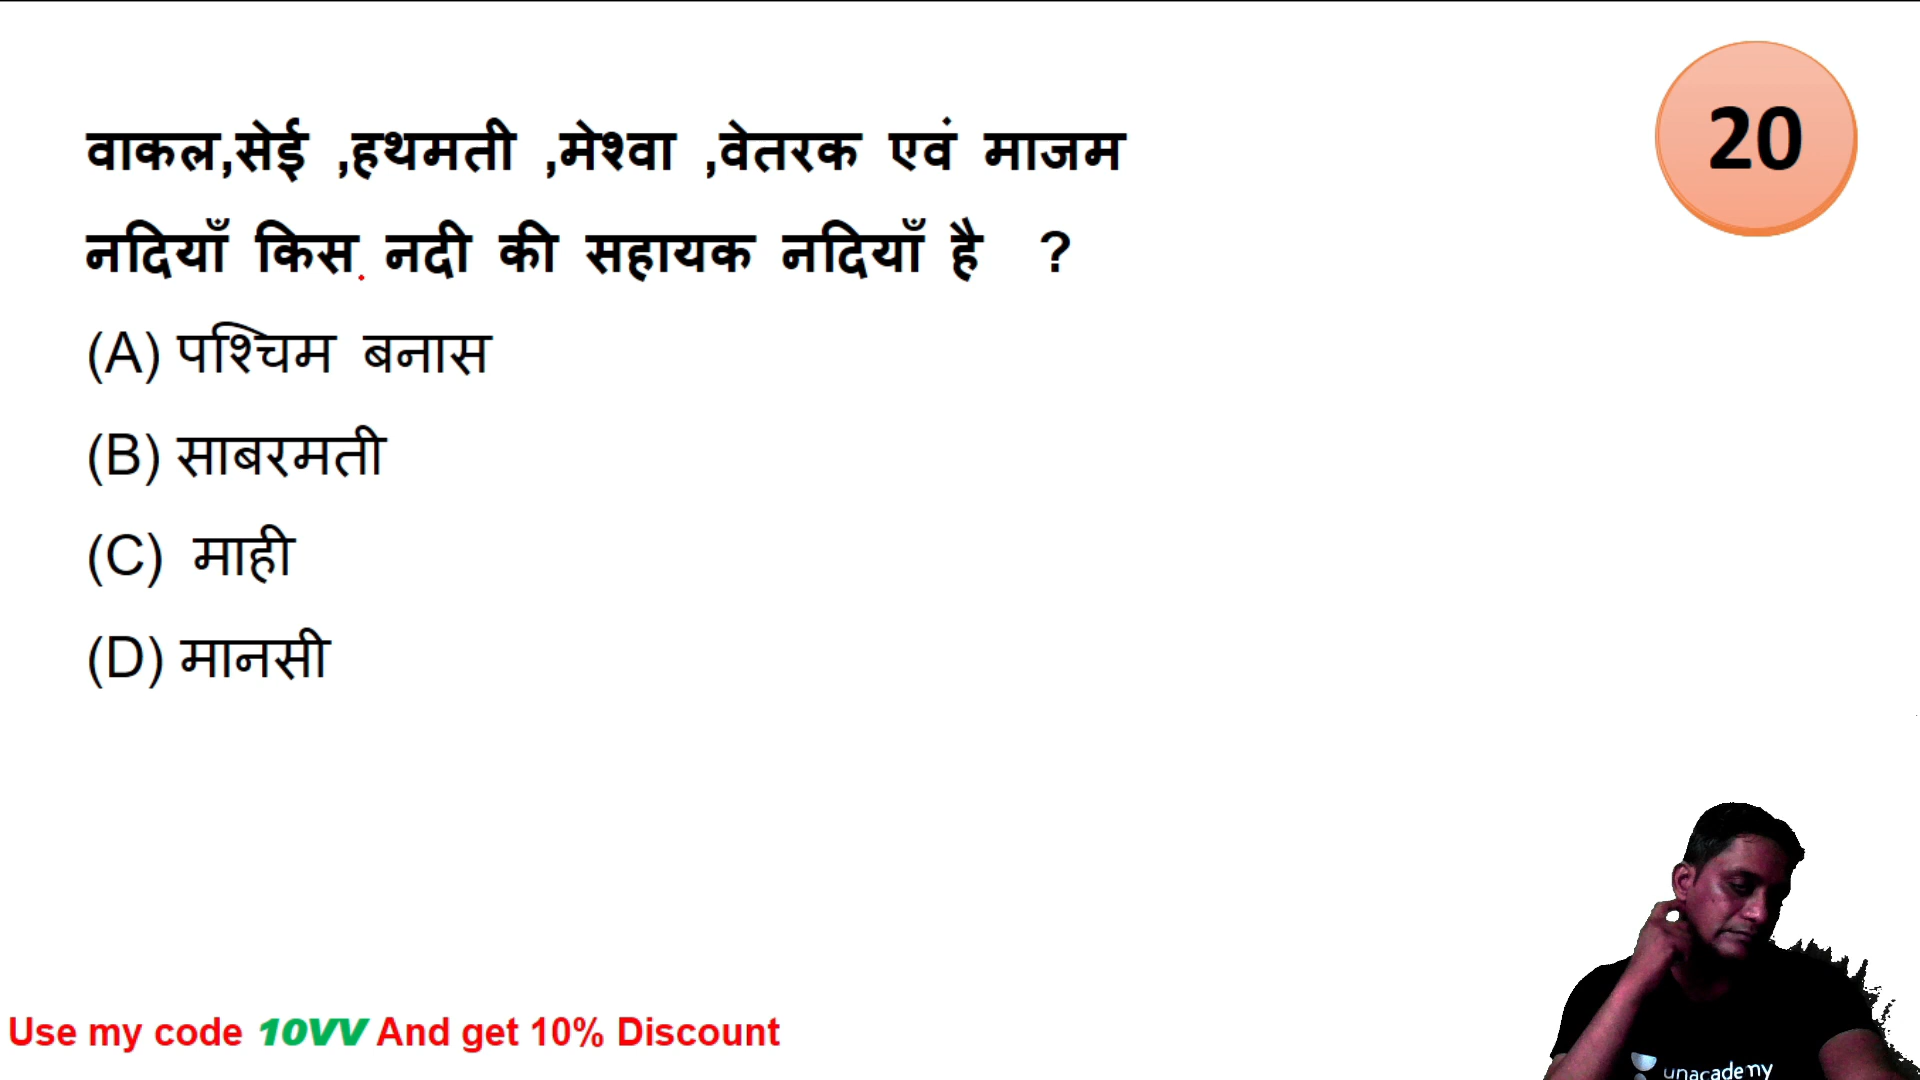 वाकल,सेई ,हथमती ,मेश्वा ,वेतरक एवं माजम
नदियाँ किस नदी की सहायक नदियाँ है ?
(A) पश्चिम बनास
(B) साबरमती
(C) माही
(D) मानसी
20
Use my code 10VV And get 10% Discount
unacademy